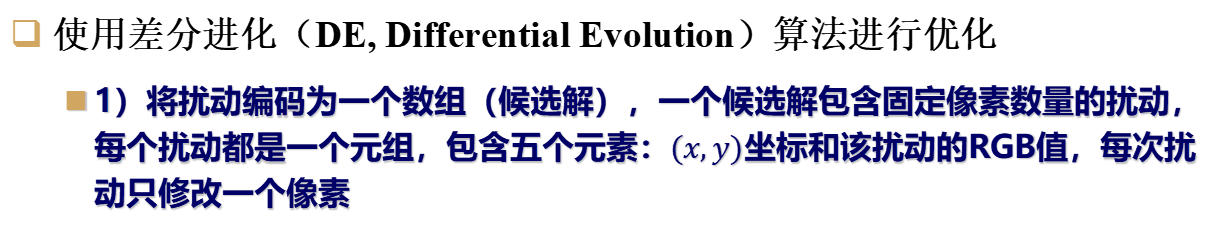 使用差分进化（DE, Differential Evolution）算法进行优化
1）将扰动编码为一个数组（候选解），一个候选解包含固定像素数量的扰动，
每个扰动都是一个元组，包含五个元素：(x, y)坐标和该扰动的RGB值，每次扰
动只修改一个像素